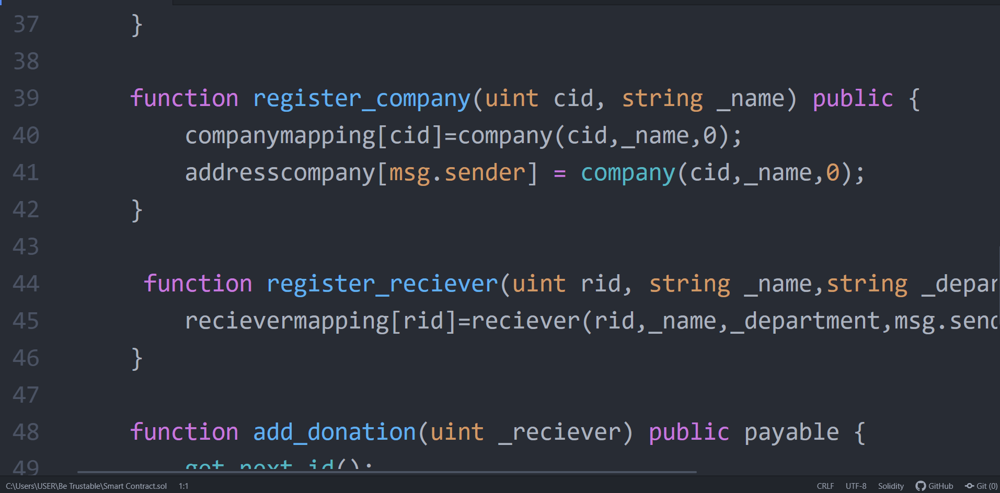 37 }
38
39 function register_company(uint cid, string _name) public {
40 companymapping[cid]=company(cid,_name,0);
41 addresscompany[msg.sender] = company(cid,_name,0);
42 }
43
44 function register_reciever(uint rid, string _name,string _depar
45 recievermapping[rid]=reciever(rid,_name,_department,msg.send
46 }
47
48 function add_donation(uint _reciever) public payable {
49 get_next_id();
C:\Users\USER\Be Trustable\Smart Contract.sol 1:1 CRLF UTF-8 Solidity GitHub Git (0)